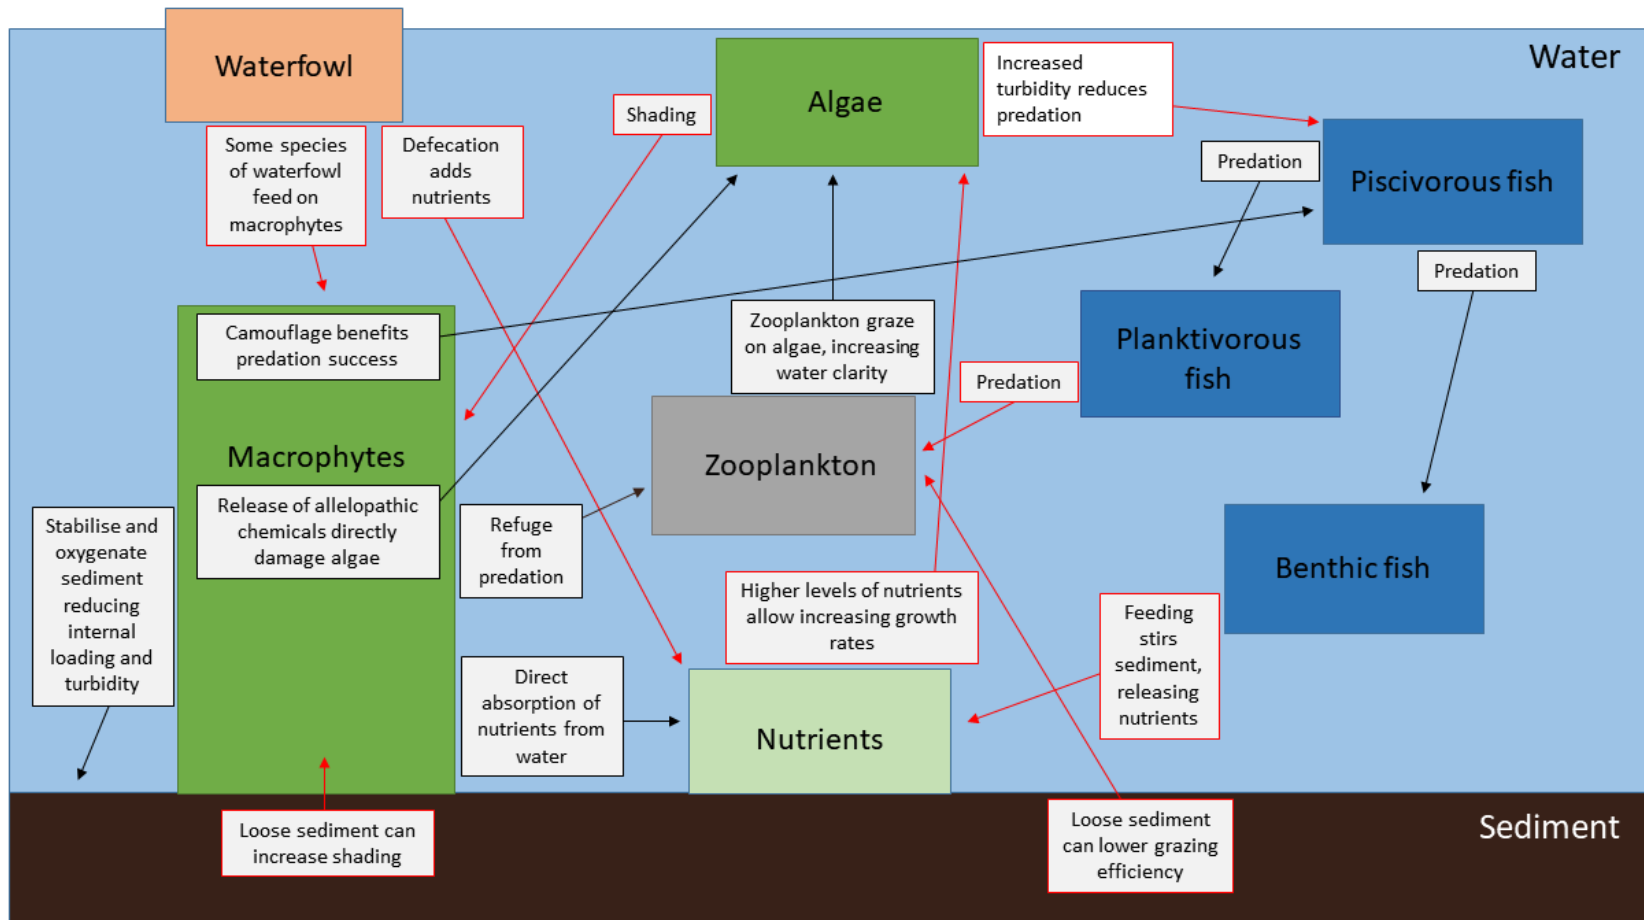 Waterfowl
Water
Algae
Increased
turbidity reduces
predation
Shading
Some species
of waterfowl
feed on
macrophytes
Defecation
adds
nutrients
Predation
Piscivorous fish
Predation
Camouflage benefits
predation success
Zooplankton graze
on algae, increasing
water clarity
Planktivorous
fish
Predation
Macrophytes
Zooplankton
Release of allelopathic
chemicals directly
damage algae
Refuge
from
predation
Stabilise and
oxygenate
sediment
reducing
internal
loading and
turbidity
Benthic fish
Higher levels of nutrients
allow increasing growth
rates
Feeding
stirs
sediment,
releasing
nutrients
Direct
absorption of
nutrients from
water
Nutrients
Loose sediment can
increase shading
Loose sediment
can lower grazing
efficiency
Sediment